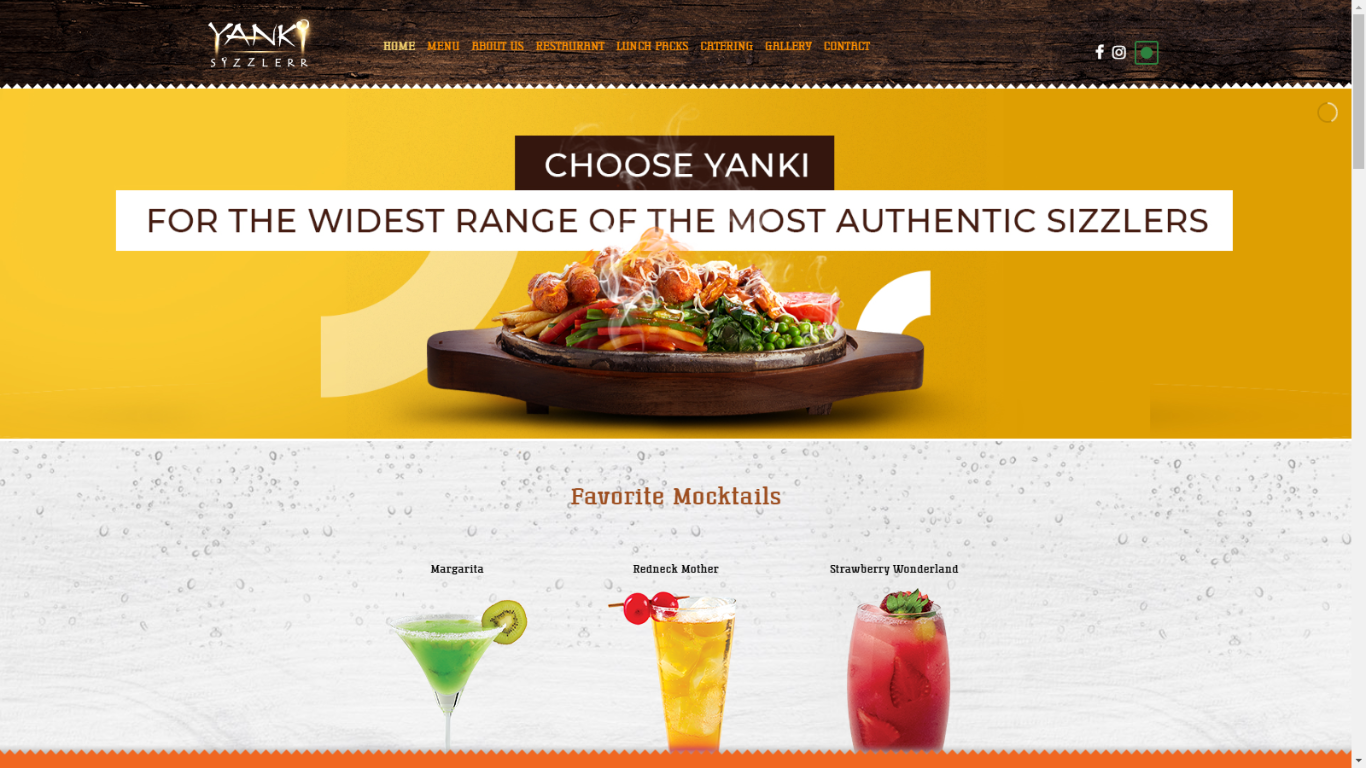 YANKI
SYZZLERR
HOME MENU ABOUT US RESTAURANT LUNCH PACKS CATERING GALLERY CONTACT
CHOOSE YANKI
FOR THE WIDEST RANGE OF THE MOST AUTHENTIC SIZZLERS
Favorite Mocktails
Margarita Redneck Mother Strawberry Wonderland